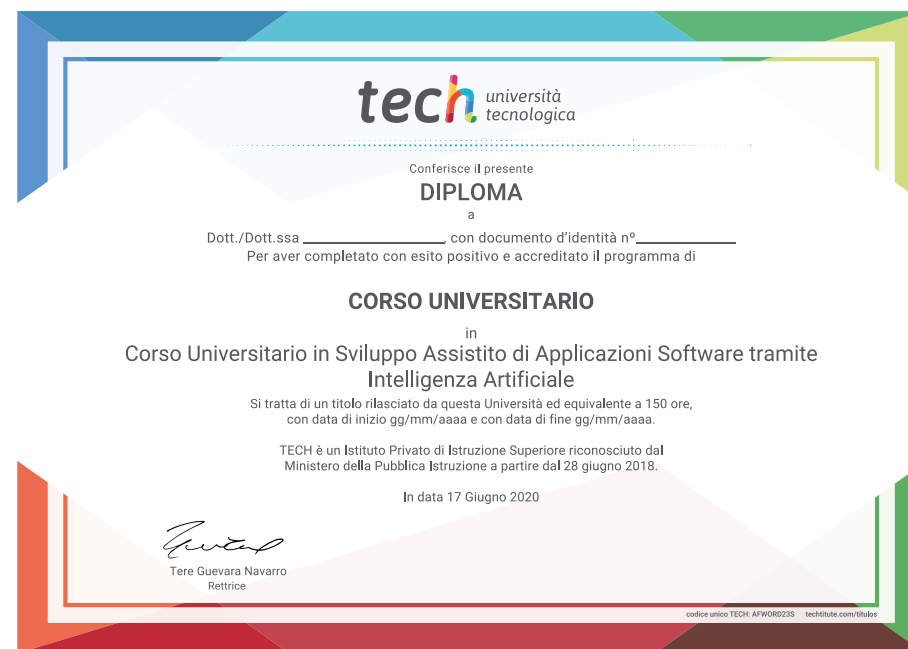 tech università
tecnologica
Conferisce il presente
DIPLOMA
a
Dott./Dott.ssa ____________________, con documento d'identità nº______________
Per aver completato con esito positivo e accreditato il programma di
CORSO UNIVERSITARIO
in
Corso Universitario in Sviluppo Assistito di Applicazioni Software tramite
Intelligenza Artificiale
Si tratta di un titolo rilasciato da questa Università ed equivalente a 150 ore,
con data di inizio gg/mm/aaaa e con data di fine gg/mm/aaaa.
TECH è un Istituto Privato di Istruzione Superiore riconosciuto dal
Ministero della Pubblica Istruzione a partire dal 28 giugno 2018.
In data 17 Giugno 2020
Tere Guevara Navarro
Rettrice
codice unico TECH: AFWORD23S techtitute.com/titulos